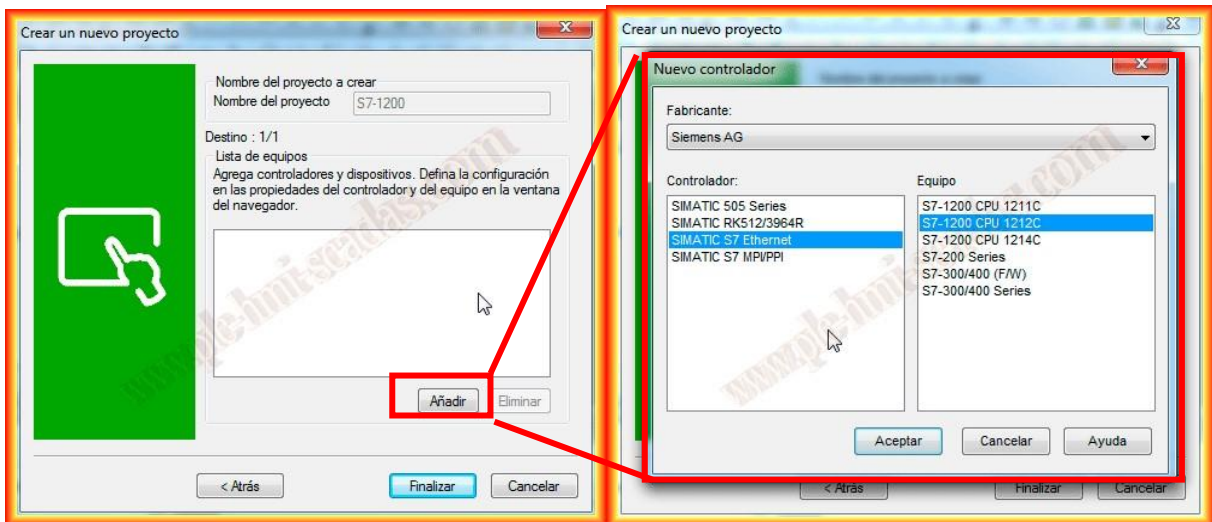 Crear un nuevo proyecto
Nombre del proyecto a crear
Nombre del proyecto
S7-1200
Destino : 1/1
Lista de equipos
Agrega controladores y dispositivos. Defina la configuración
en las propiedades del controlador y del equipo en la ventana
del navegador.
Añadir
Eliminar
< Atrás
Finalizar
Cancelar
Crear un nuevo proyecto
Nuevo controlador
Fabricante:
Siemens AG
Controlador:
SIMATIC 505 Series
SIMATIC RK512/3964R
SIMATIC S7 Ethernet
SIMATIC S7 MPI/PPI
Equipo
S7-1200 CPU 1211C
S7-1200 CPU 1212C
S7-1200 CPU 1214C
S7-200 Series
S7-300/400 (F/W)
S7-300/400 Series
Aceptar
Cancelar
Ayuda
< Atrás
Finalizar
Cancelar